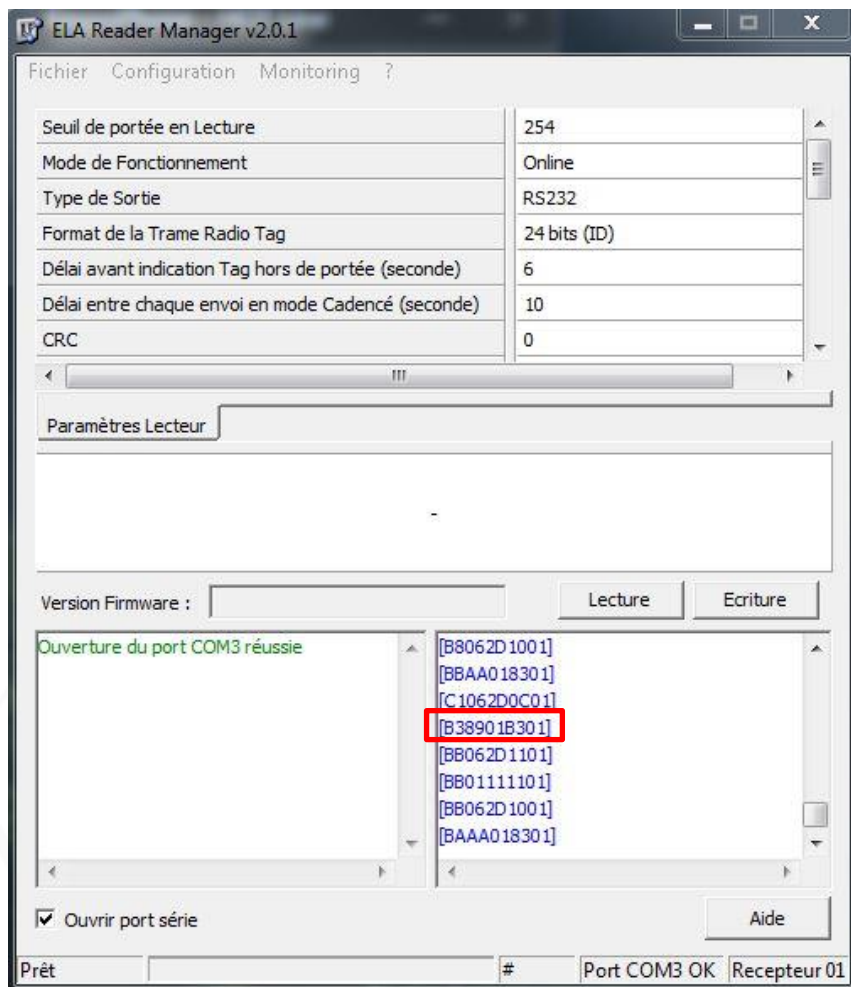 ELA Reader Manager v2.0.1
Fichier Configuration Monitoring ?
Seuil de portée en Lecture 254
Mode de Fonctionnement Online
Type de Sortie RS232
Format de la Trame Radio Tag 24 bits (ID)
Délai avant indication Tag hors de portée (seconde) 6
Délai entre chaque envoi en mode Cadencé (seconde) 10
CRC 0
Paramètres Lecteur
-
Version Firmware : Lecture Ecriture
Ouverture du port COM3 réussie
[B8062D1001]
[BBAA018301]
[C1062D0C01]
[B38901B301]
[BB062D1101]
[BB01111101]
[BB062D1001]
[BAAA018301]
Ouvrir port série Aide
Prêt # Port COM3 OK Recepteur 01